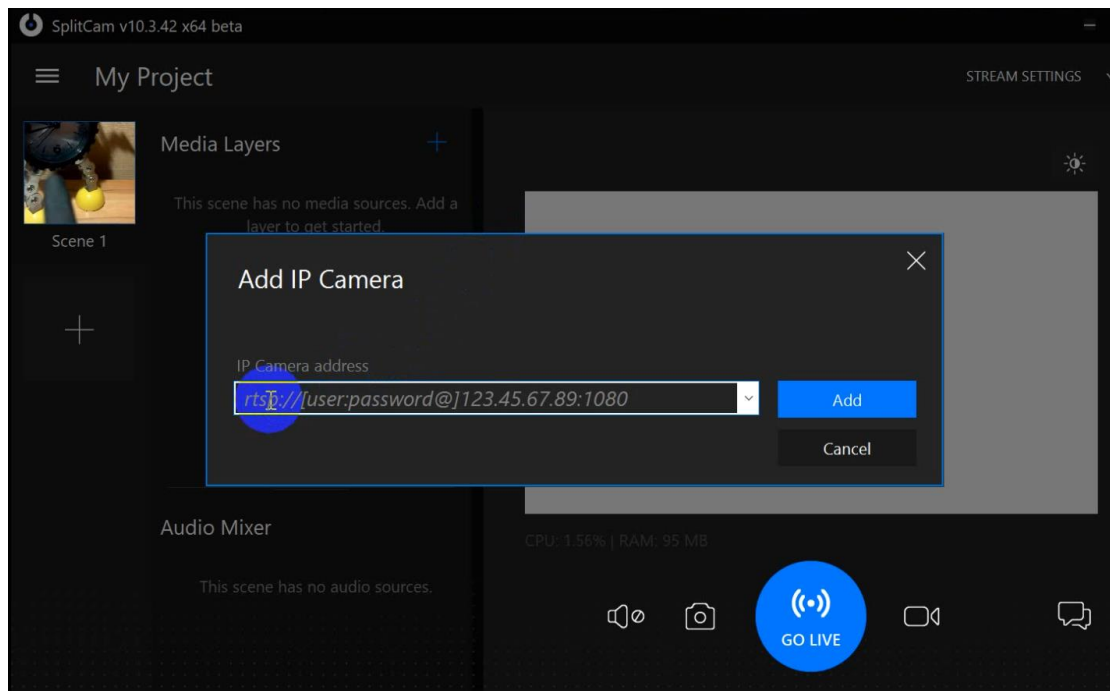 SplitCam v10.3.42 x64 beta
My Project
STREAM SETTINGS
Media Layers
This scene has no media sources. Add a
layer to get started.
Scene 1
Add IP Camera
IP Camera address
rtsp://[user:password@]123.45.67.89:1080
Add
Cancel
Audio Mixer
CPU: 1.56% | RAM: 95 MB
This scene has no audio sources.
GO LIVE